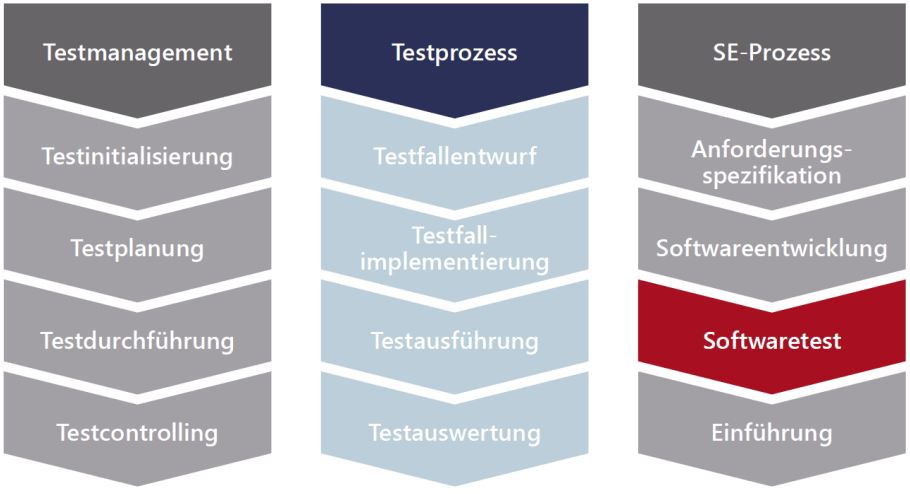 Testmanagement
Testinitialisierung
Testplanung
Testdurchführung
Testcontrolling
Testprozess
Testfallentwurf
Testfall-
implementierung
Testausführung
Testauswertung
SE-Prozess
Anforderungs-
spezifikation
Softwareentwicklung
Softwaretest
Einführung